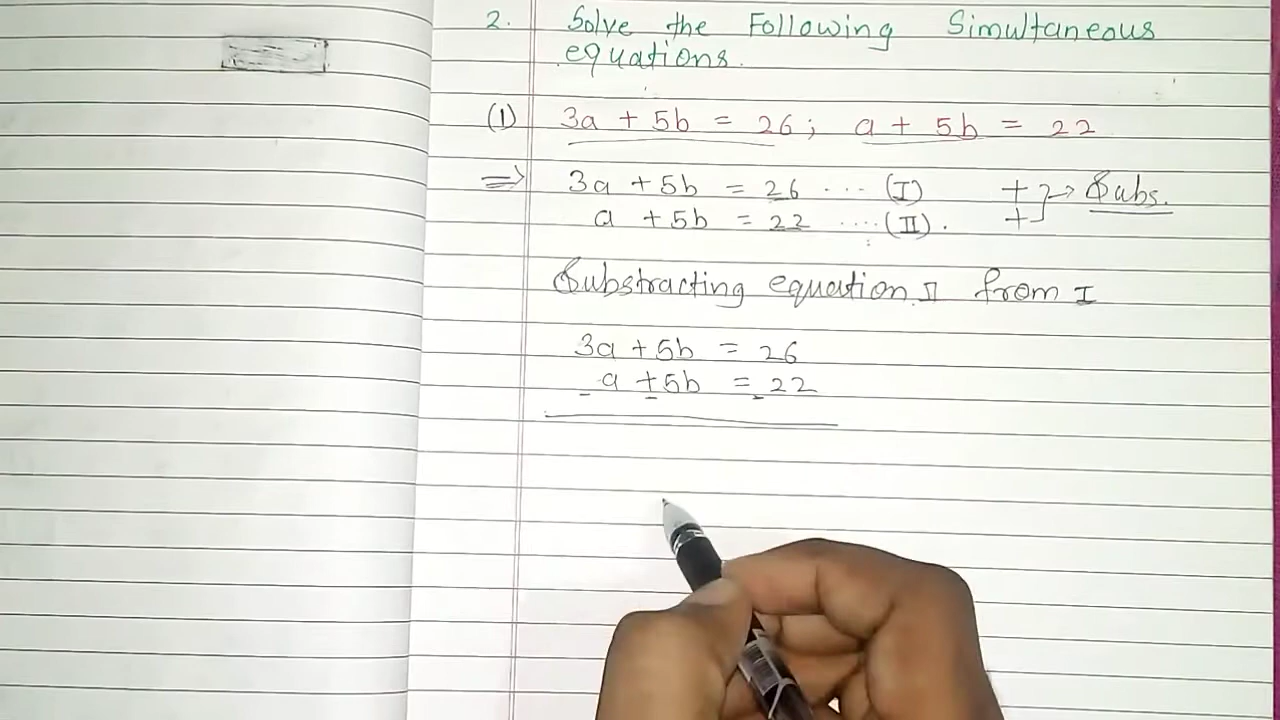 2. Solve the Following Simultaneous
equations.
(1) 3a + 5b = 26 ; a + 5b = 22
⇒ 3a + 5b = 26 ... (I) + → Subs.
a + 5b = 22 .... (II). +
Substracting equation II from I
3a + 5b = 26
a + 5b = 22
- - -